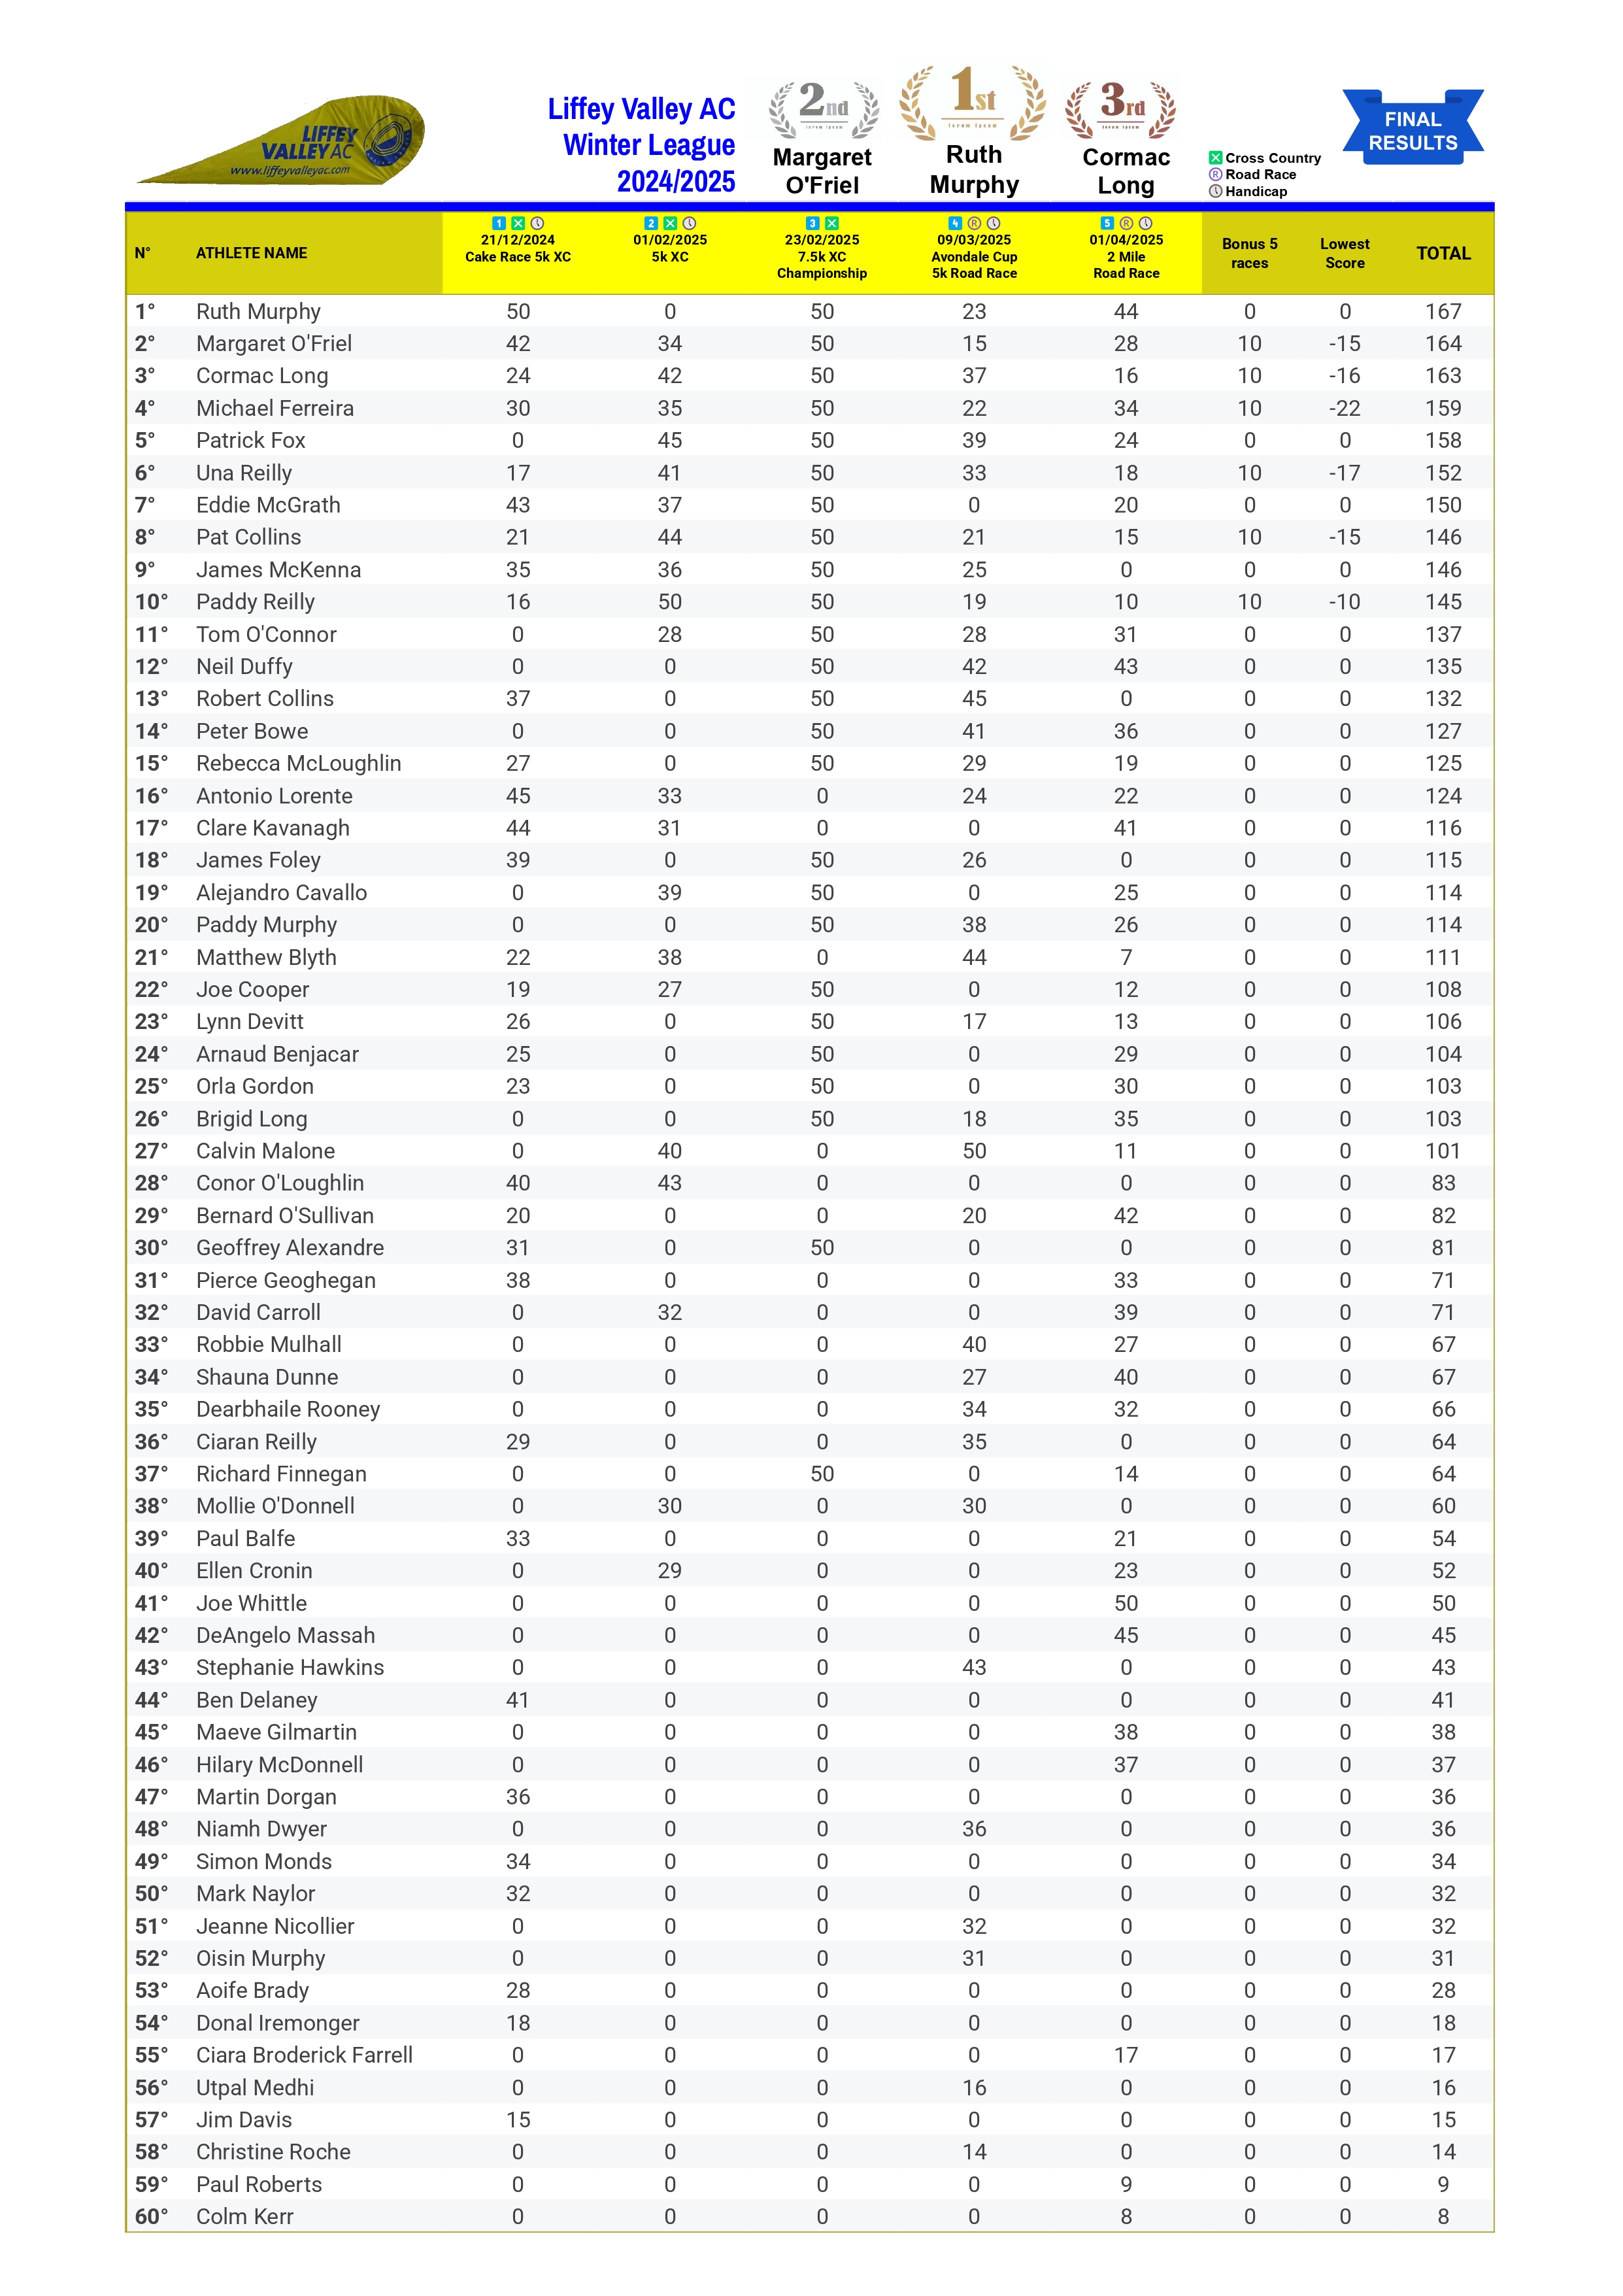 LIFFEY
VALLEY AC
www.liffeyvalleyac.com
Liffey Valley AC
Winter League
2024/2025
2nd
lorem ipsum
Margaret
O'Friel
1st
lorem ipsum
Ruth
Murphy
3rd
lorem ipsum
Cormac
Long
Cross Country
R Road Race
Handicap
FINAL
RESULTS
N° ATHLETE NAME
1 21/12/2024 Cake Race 5k XC
2 01/02/2025 5k XC
3 23/02/2025 7.5k XC Championship
4 R 09/03/2025 Avondale Cup 5k Road Race
5 R 01/04/2025 2 Mile Road Race
Bonus 5 races
Lowest Score
TOTAL
1° Ruth Murphy 50 0 50 23 44 0 0 167
2° Margaret O'Friel 42 34 50 15 28 10 -15 164
3° Cormac Long 24 42 50 37 16 10 -16 163
4° Michael Ferreira 30 35 50 22 34 10 -22 159
5° Patrick Fox 0 45 50 39 24 0 0 158
6° Una Reilly 17 41 50 33 18 10 -17 152
7° Eddie McGrath 43 37 50 0 20 0 0 150
8° Pat Collins 21 44 50 21 15 10 -15 146
9° James McKenna 35 36 50 25 0 0 0 146
10° Paddy Reilly 16 50 50 19 10 10 -10 145
11° Tom O'Connor 0 28 50 28 31 0 0 137
12° Neil Duffy 0 0 50 42 43 0 0 135
13° Robert Collins 37 0 50 45 0 0 0 132
14° Peter Bowe 0 0 50 41 36 0 0 127
15° Rebecca McLoughlin 27 0 50 29 19 0 0 125
16° Antonio Lorente 45 33 0 24 22 0 0 124
17° Clare Kavanagh 44 31 0 0 41 0 0 116
18° James Foley 39 0 50 26 0 0 0 115
19° Alejandro Cavallo 0 39 50 0 25 0 0 114
20° Paddy Murphy 0 0 50 38 26 0 0 114
21° Matthew Blyth 22 38 0 44 7 0 0 111
22° Joe Cooper 19 27 50 0 12 0 0 108
23° Lynn Devitt 26 0 50 17 13 0 0 106
24° Arnaud Benjacar 25 0 50 0 29 0 0 104
25° Orla Gordon 23 0 50 0 30 0 0 103
26° Brigid Long 0 0 50 18 35 0 0 103
27° Calvin Malone 0 40 0 50 11 0 0 101
28° Conor O'Loughlin 40 43 0 0 0 0 0 83
29° Bernard O'Sullivan 20 0 0 20 42 0 0 82
30° Geoffrey Alexandre 31 0 50 0 0 0 0 81
31° Pierce Geoghegan 38 0 0 0 33 0 0 71
32° David Carroll 0 32 0 0 39 0 0 71
33° Robbie Mulhall 0 0 0 40 27 0 0 67
34° Shauna Dunne 0 0 0 27 40 0 0 67
35° Dearbhaile Rooney 0 0 0 34 32 0 0 66
36° Ciaran Reilly 29 0 0 35 0 0 0 64
37° Richard Finnegan 0 0 50 0 14 0 0 64
38° Mollie O'Donnell 0 30 0 30 0 0 0 60
39° Paul Balfe 33 0 0 0 21 0 0 54
40° Ellen Cronin 0 29 0 0 23 0 0 52
41° Joe Whittle 0 0 0 0 50 0 0 50
42° DeAngelo Massah 0 0 0 0 45 0 0 45
43° Stephanie Hawkins 0 0 0 43 0 0 0 43
44° Ben Delaney 41 0 0 0 0 0 0 41
45° Maeve Gilmartin 0 0 0 0 38 0 0 38
46° Hilary McDonnell 0 0 0 0 37 0 0 37
47° Martin Dorgan 36 0 0 0 0 0 0 36
48° Niamh Dwyer 0 0 0 36 0 0 0 36
49° Simon Monds 34 0 0 0 0 0 0 34
50° Mark Naylor 32 0 0 0 0 0 0 32
51° Jeanne Nicollier 0 0 0 32 0 0 0 32
52° Oisin Murphy 0 0 0 31 0 0 0 31
53° Aoife Brady 28 0 0 0 0 0 0 28
54° Donal Iremonger 18 0 0 0 0 0 0 18
55° Ciara Broderick Farrell 0 0 0 0 17 0 0 17
56° Utpal Medhi 0 0 0 16 0 0 0 16
57° Jim Davis 15 0 0 0 0 0 0 15
58° Christine Roche 0 0 0 14 0 0 0 14
59° Paul Roberts 0 0 0 0 9 0 0 9
60° Colm Kerr 0 0 0 0 8 0 0 8